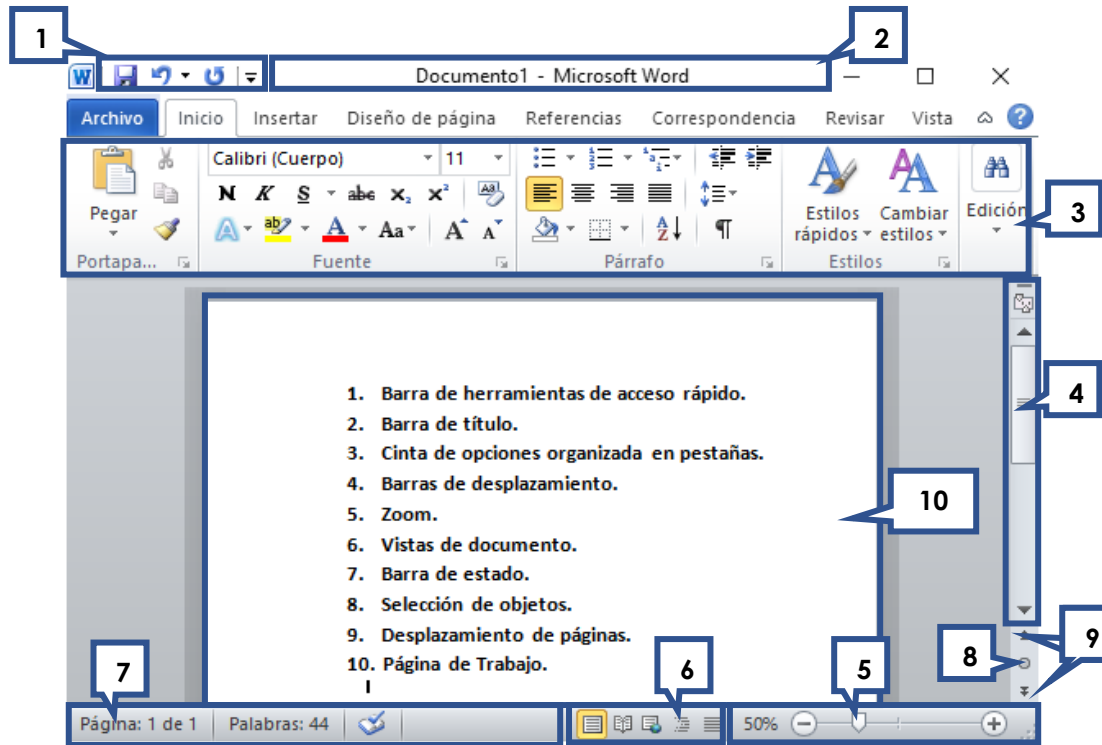 1
2
W
Documento1 - Microsoft Word
Archivo Inicio Insertar Diseño de página Referencias Correspondencia Revisar Vista ?
Calibri (Cuerpo) 11
N K S abc x₂ x²
Aa A A
A Z
¶
Pegar
Estilos rápidos
Cambiar estilos
Edición
3
Portapa... Fuente Párrafo Estilos
1. Barra de herramientas de acceso rápido.
2. Barra de título.
3. Cinta de opciones organizada en pestañas.
4. Barras de desplazamiento.
5. Zoom.
6. Vistas de documento.
7. Barra de estado.
8. Selección de objetos.
9. Desplazamiento de páginas.
10. Página de Trabajo.
4
10
9
8
7
6
5
Página: 1 de 1 Palabras: 44 50%